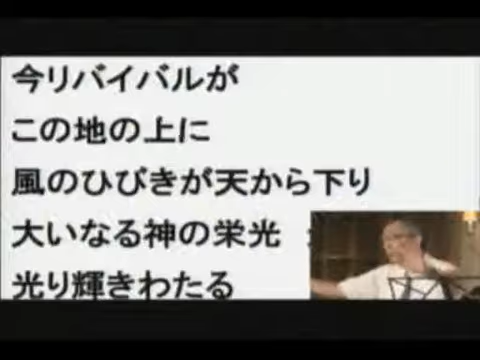 今リバイバルが
この地の上に
風のひびきが天から下り
大いなる神の栄光
光り輝きわたる